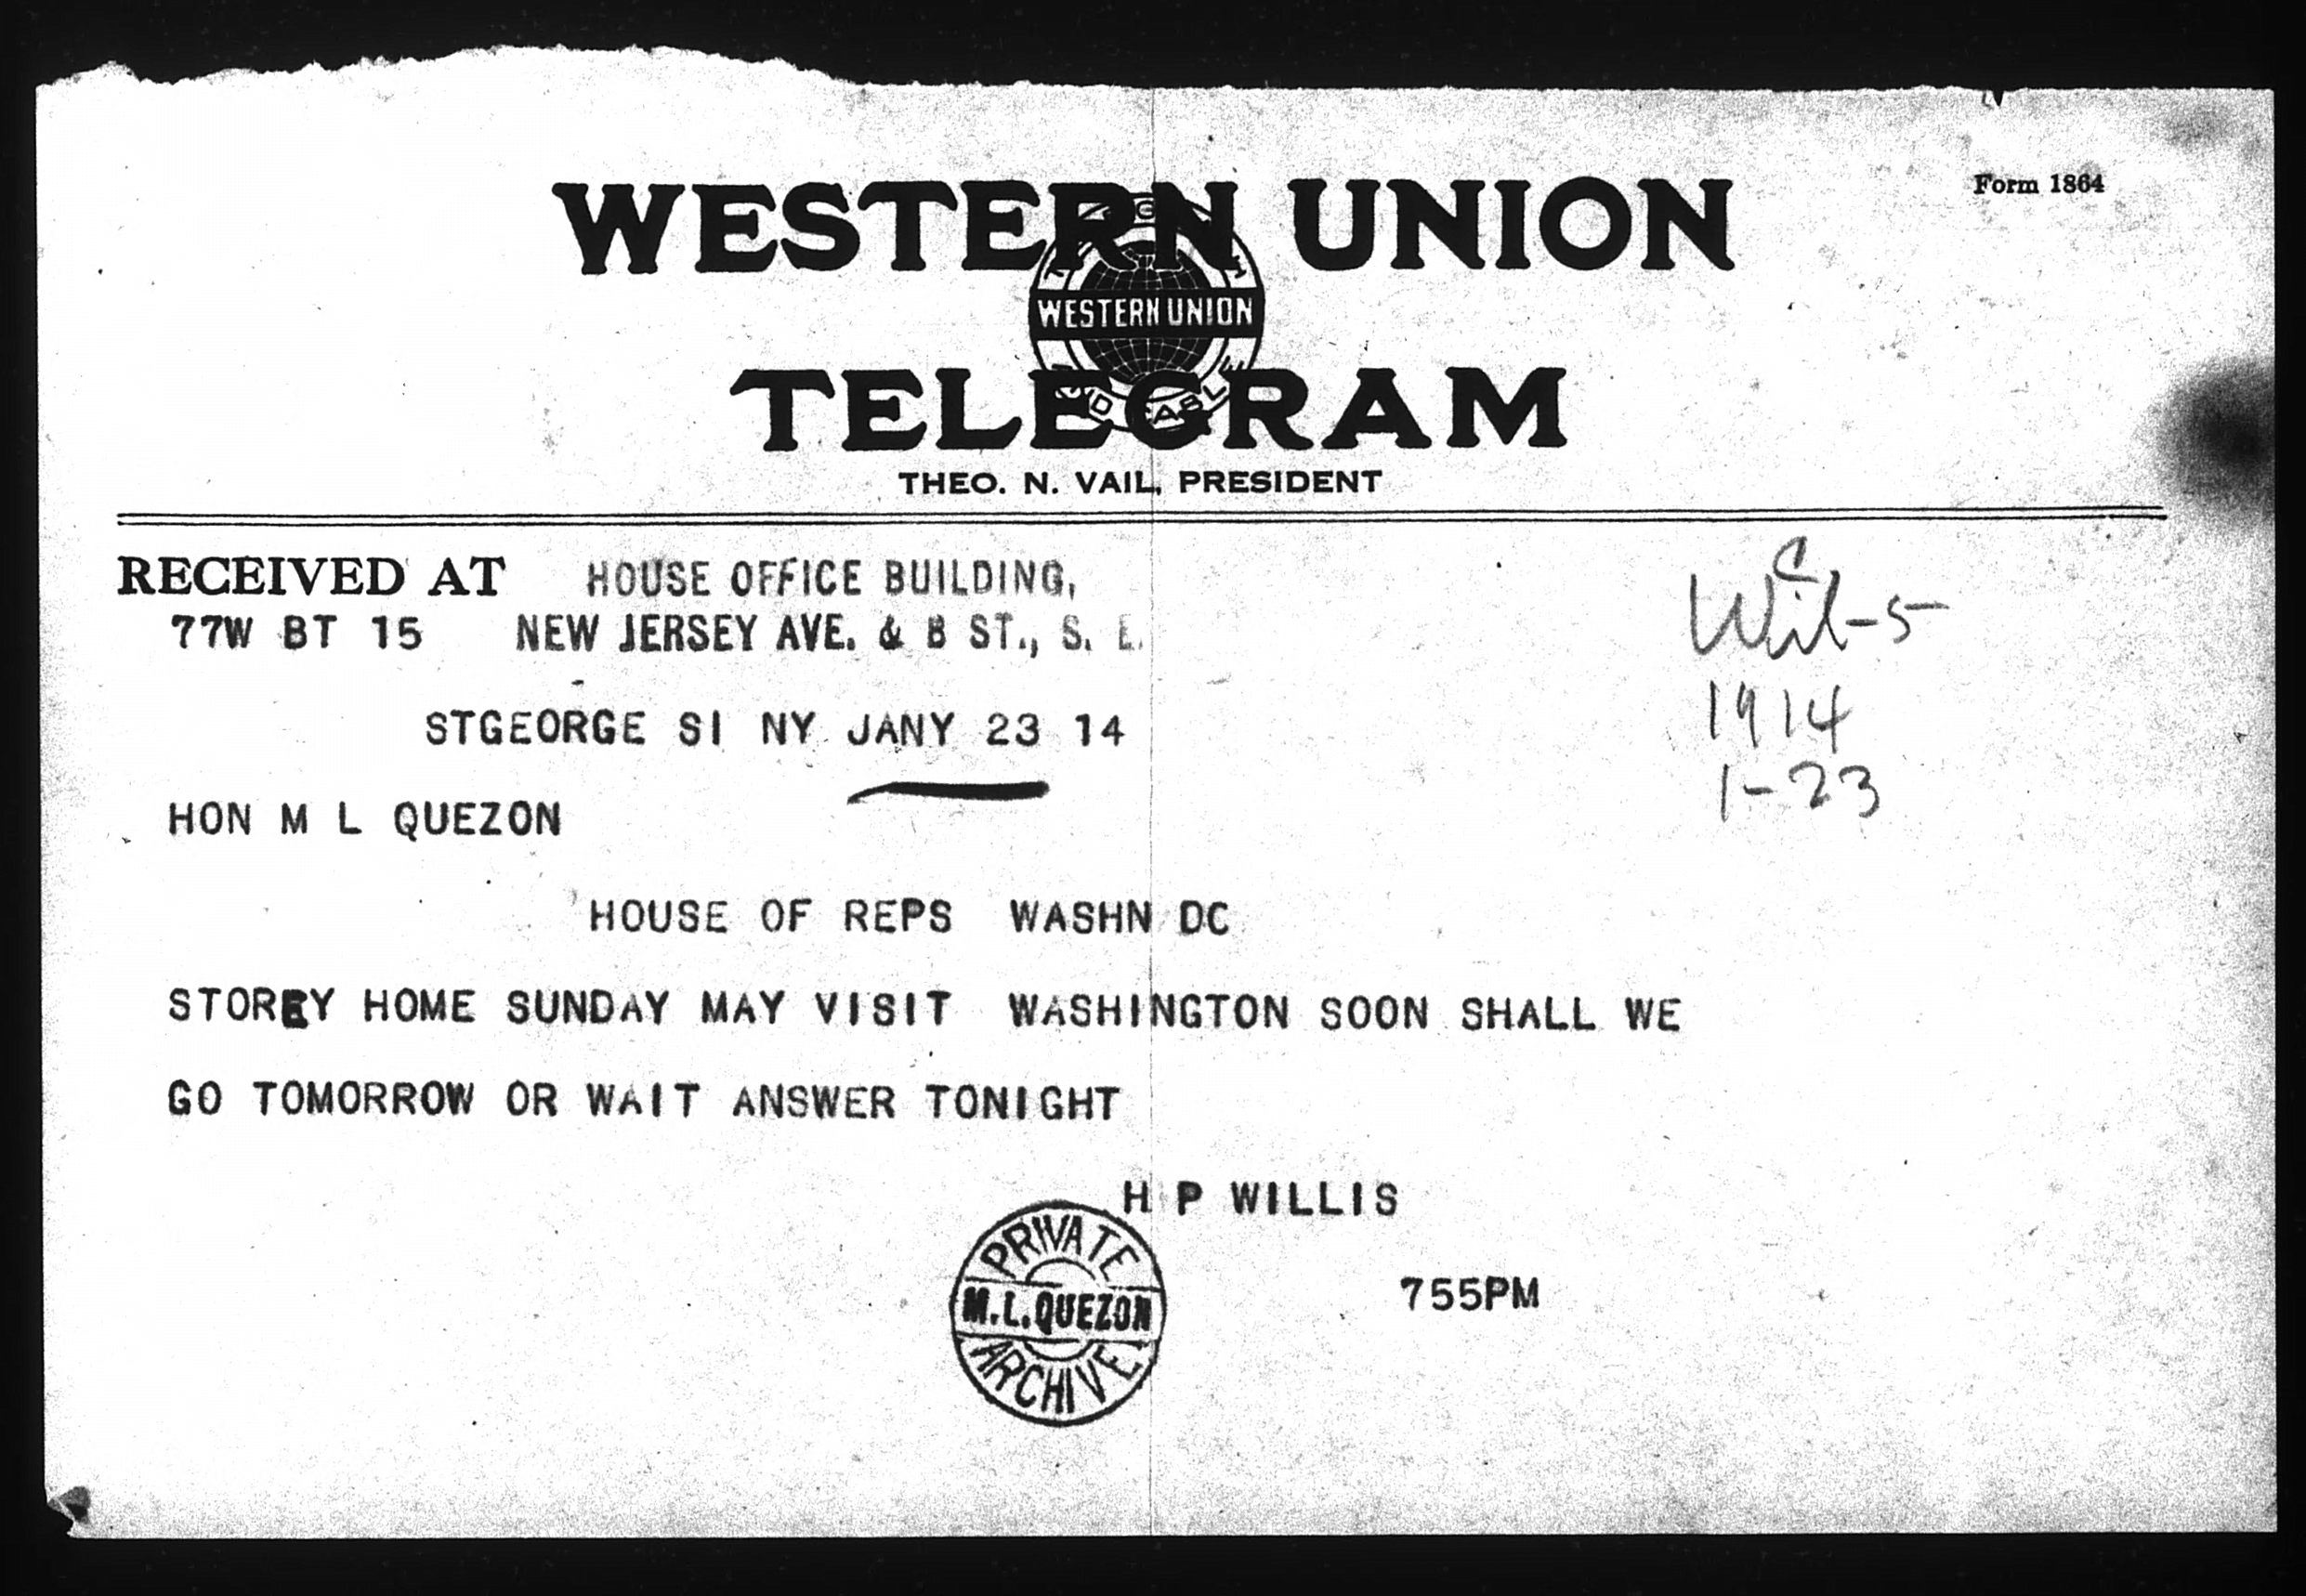 Form 1864
WESTERN UNION
WESTERN UNION
TELEGRAM
THEO. N. VAIL, PRESIDENT
RECEIVED AT HOUSE OFFICE BUILDING,
77W BT 15 NEW JERSEY AVE. & B ST., S. E.
STGEORGE SI NY JANY 23 14
HON M L QUEZON
HOUSE OF REPS WASHN DC
STOREY HOME SUNDAY MAY VISIT WASHINGTON SOON SHALL WE
GO TOMORROW OR WAIT ANSWER TONIGHT
H P WILLIS
755PM
PRIVATE
M.L.QUEZON
ARCHIVE
C
Wil-5
1914
1-23